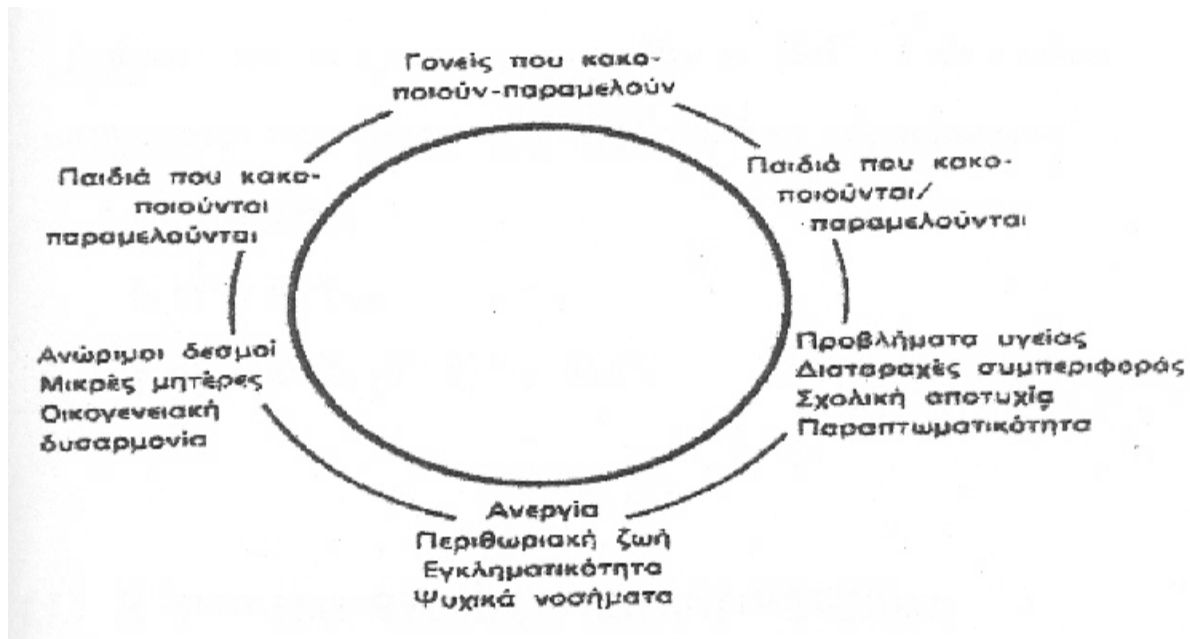 Γονείς που κακο-
ποιούν-παραμελούν
Παιδιά που κακο-
ποιούνται/
παραμελούνται
Προβλήματα υγείας
Διαταραχές συμπεριφοράς
Σχολική αποτυχία
Παραπτωματικότητα
Ανεργία
Περιθωριακή ζωή
Εγκληματικότητα
Ψυχικά νοσήματα
Ανώριμοι δεσμοί
Μικρές μητέρες
Οικογενειακή
δυσαρμονία
Παιδιά που κακο-
ποιούνται
παραμελούνται